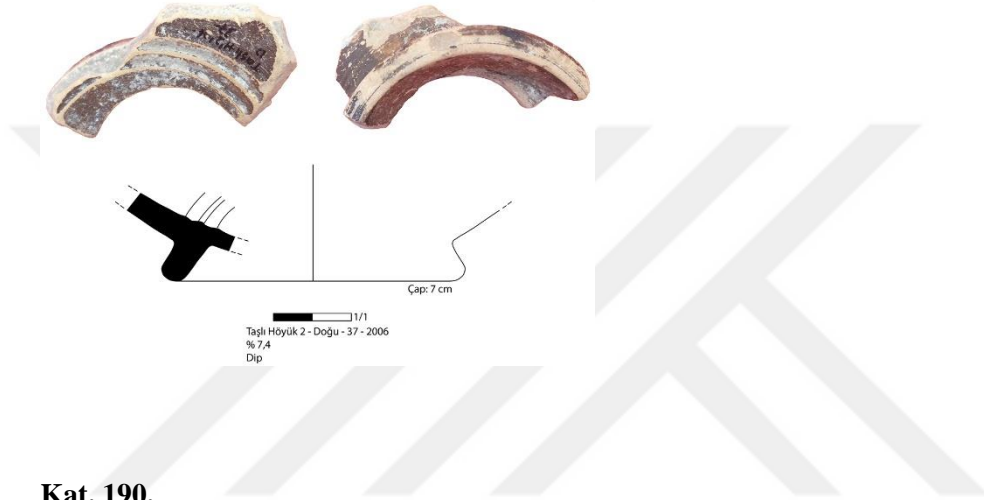 Çap: 7 cm
1/1
Taşlı Höyük 2 - Doğu - 37 - 2006
% 7,4
Dip
Kat. 190.